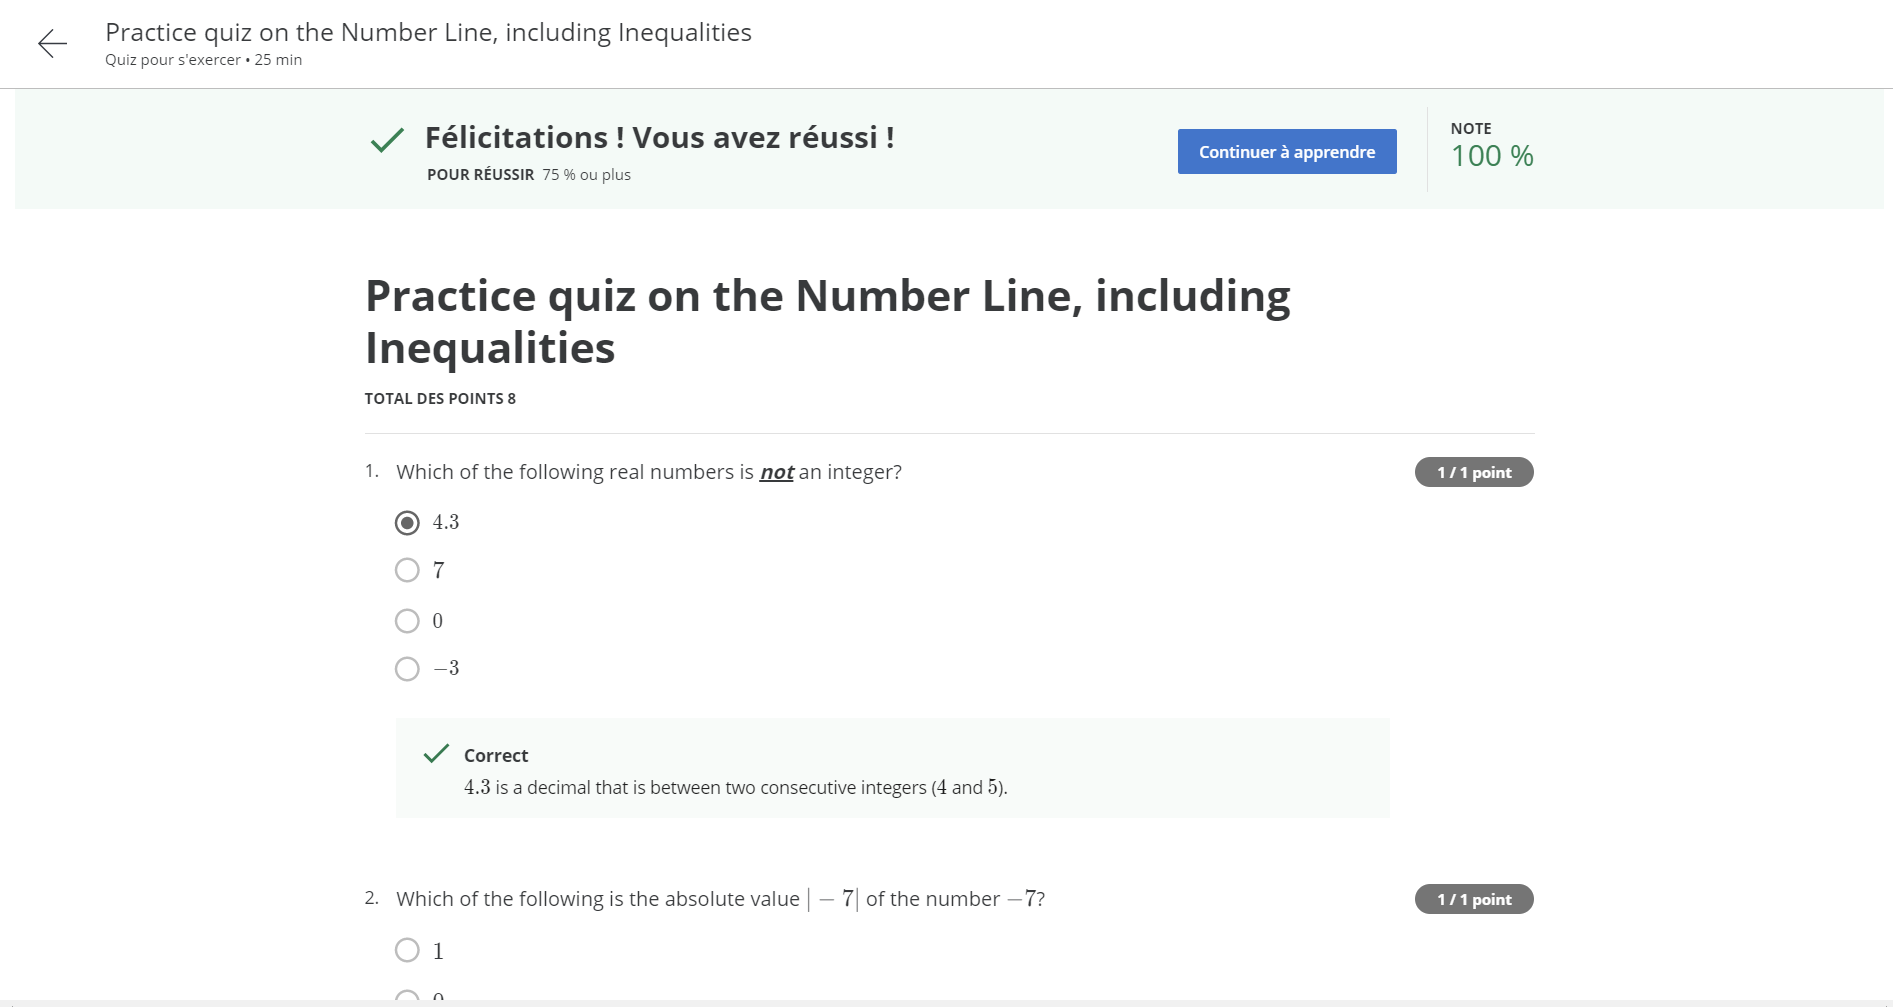 Practice quiz on the Number Line, including Inequalities
Quiz pour s'exercer • 25 min
Félicitations ! Vous avez réussi !
POUR RÉUSSIR 75 % ou plus
Continuer à apprendre
NOTE
100 %
Practice quiz on the Number Line, including
Inequalities
TOTAL DES POINTS 8
1. Which of the following real numbers is not an integer?
1 / 1 point
4.3
7
0
−3
Correct
4.3 is a decimal that is between two consecutive integers (4 and 5).
2. Which of the following is the absolute value | − 7| of the number −7?
1 / 1 point
1